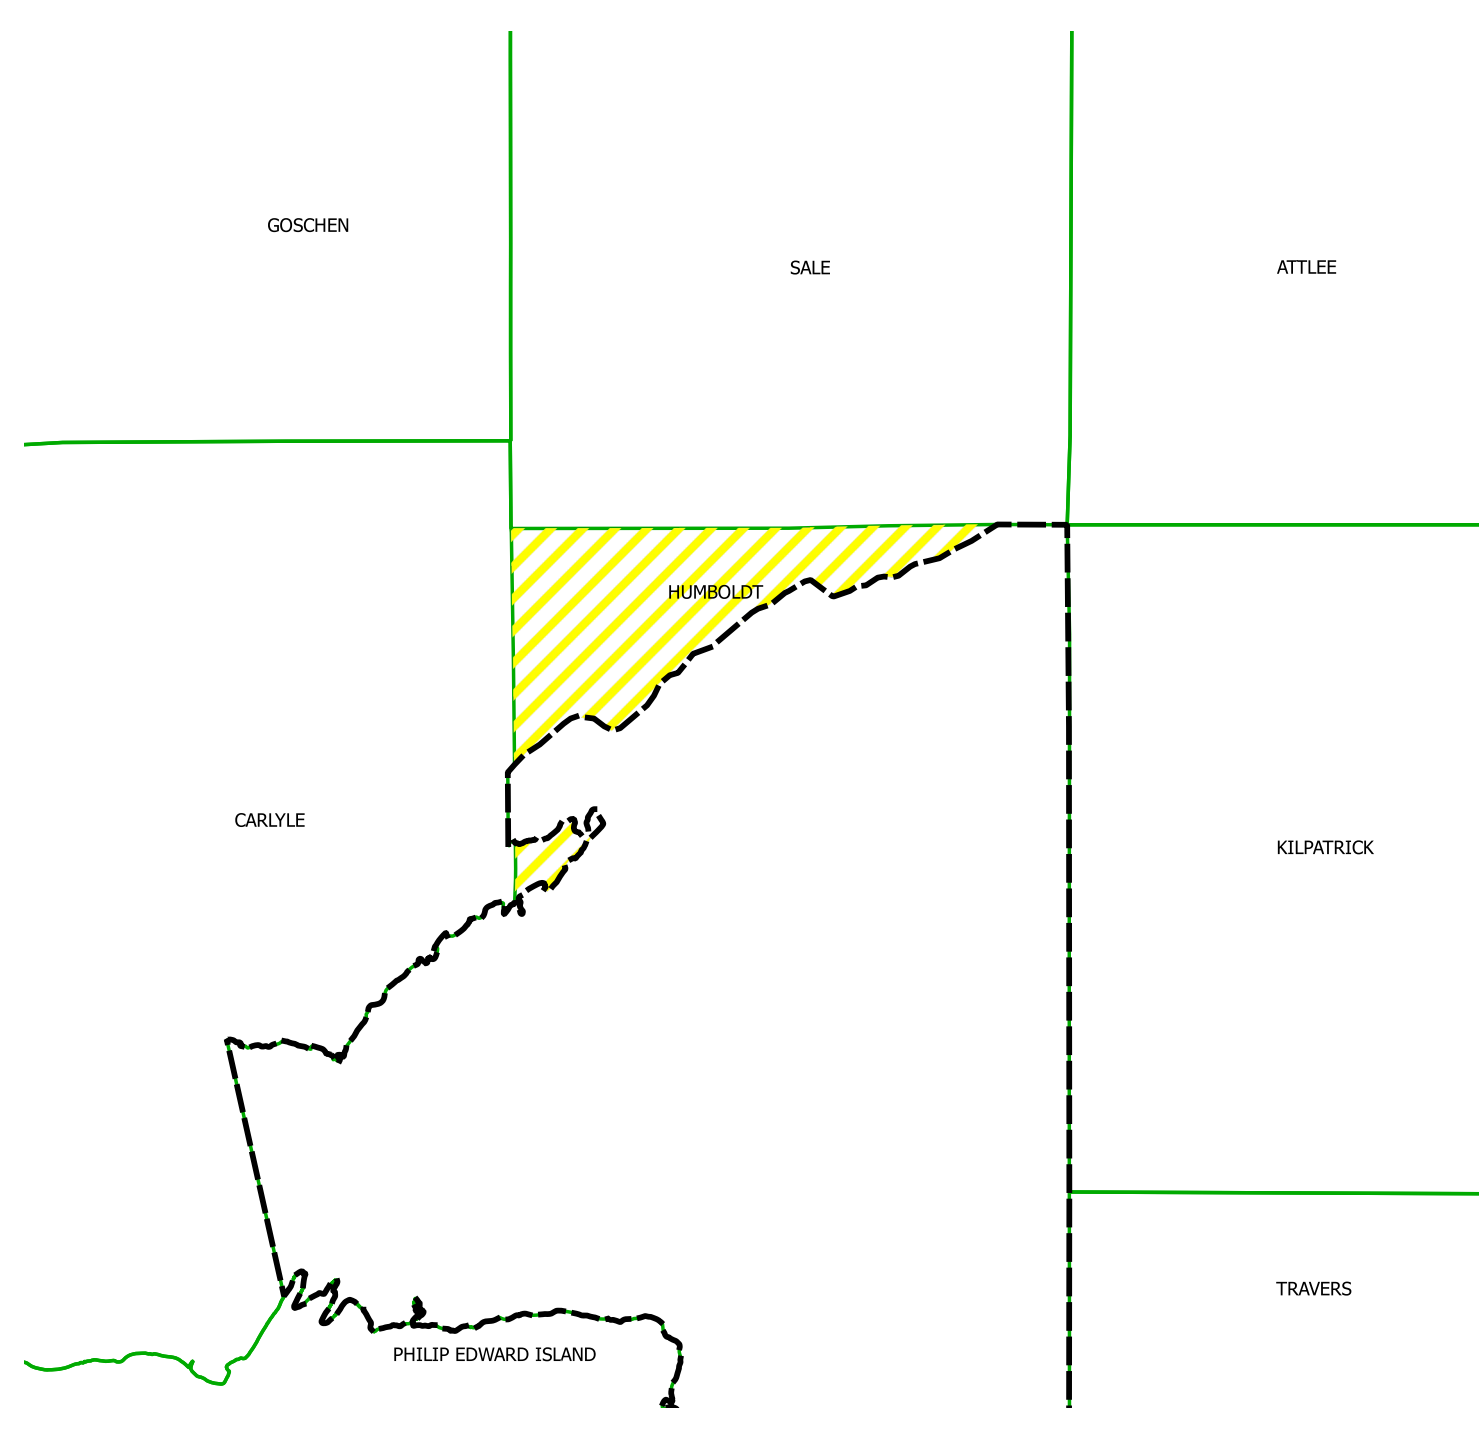 GOSCHEN
SALE
ATTLEE
HUMBOLDT
CARLYLE
KILPATRICK
TRAVERS
PHILIP EDWARD ISLAND